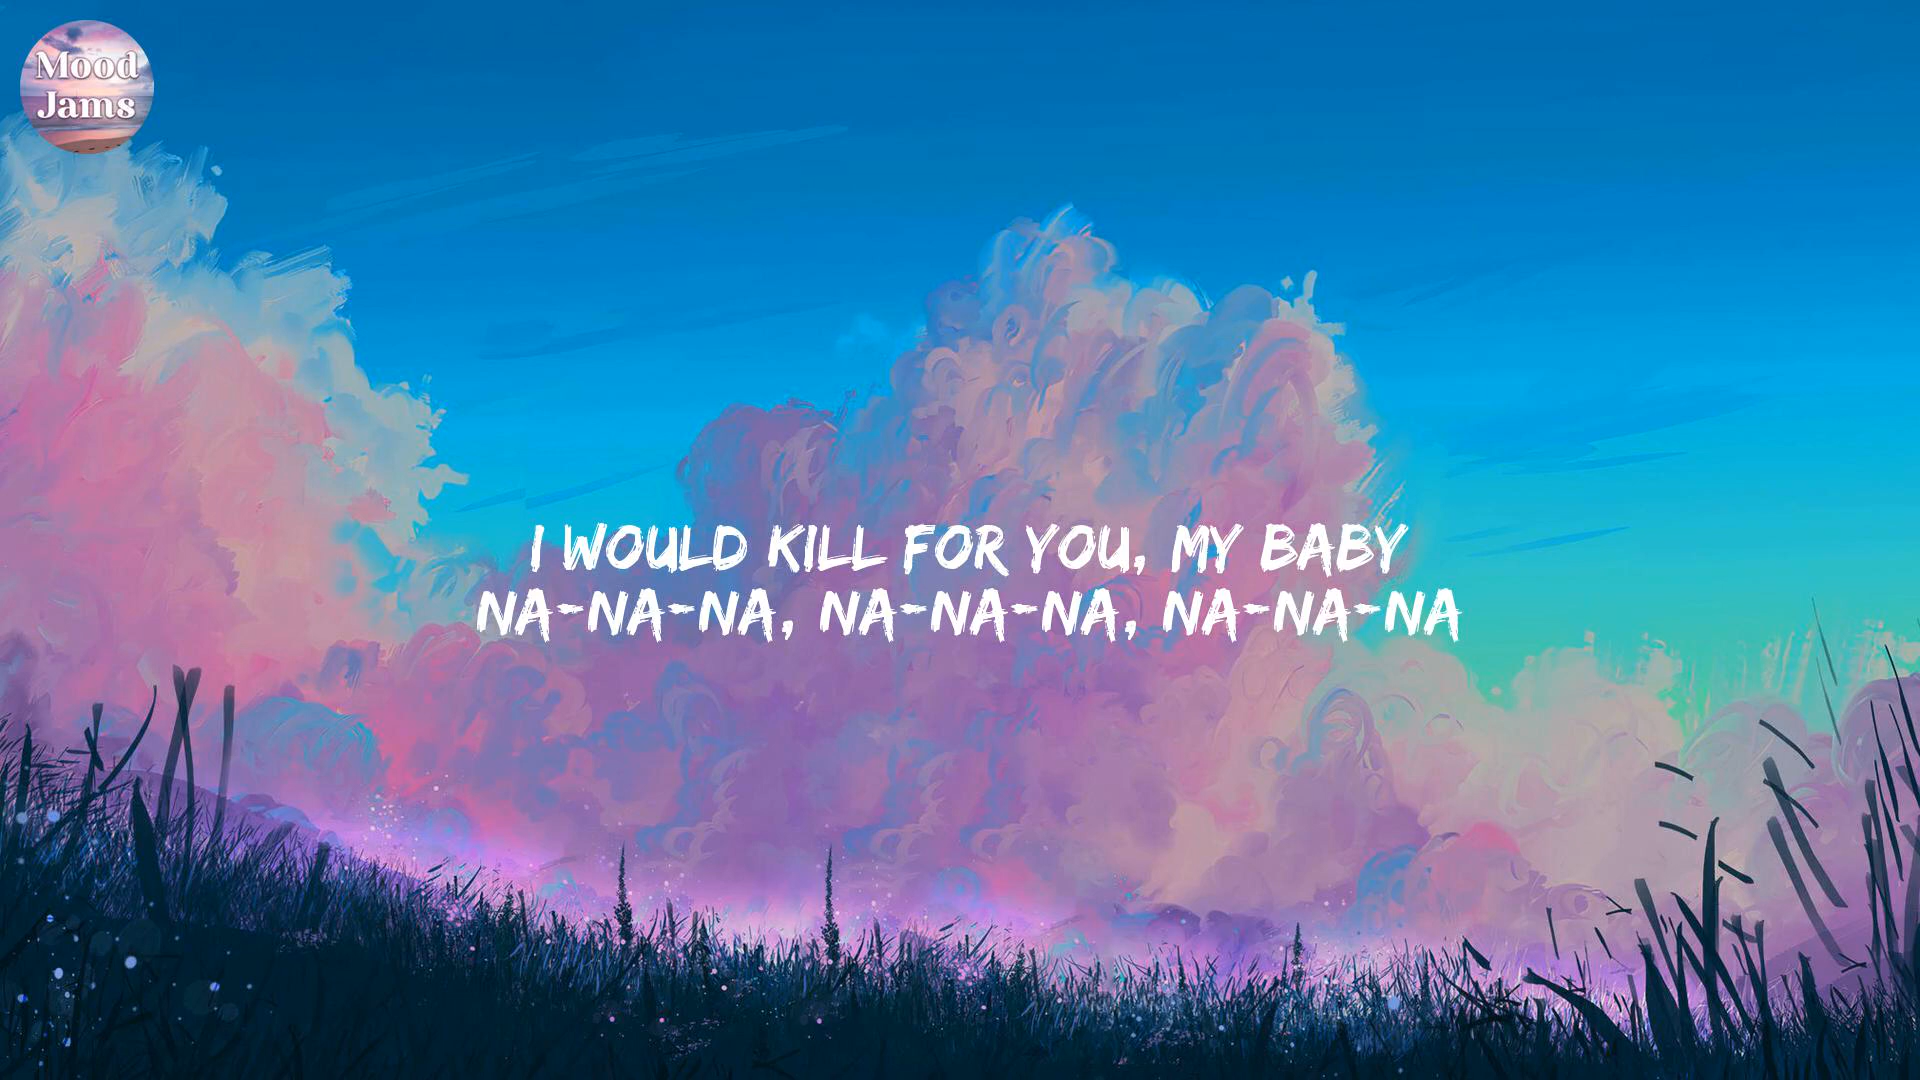 Mood
Jams
I WOULD KILL FOR YOU, MY BABY
NA-NA-NA, NA-NA-NA, NA-NA-NA